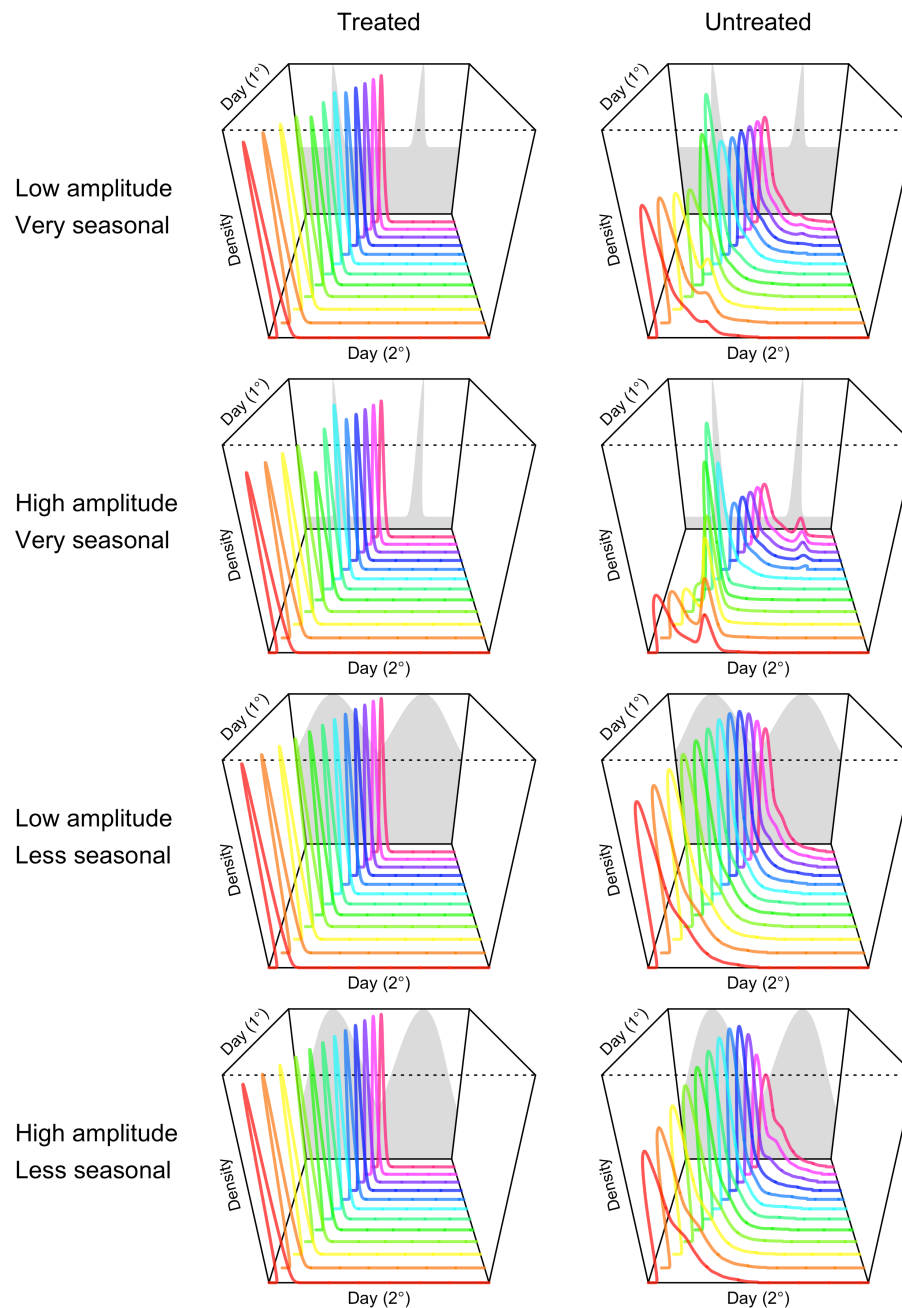 Treated
Untreated
Day (1°)
Day (1°)
Low amplitude
Very seasonal
Density
Density
Day (2°)
Day (2°)
Day (1°)
Day (1°)
High amplitude
Very seasonal
Density
Density
Day (2°)
Day (2°)
Day (1°)
Day (1°)
Low amplitude
Less seasonal
Density
Density
Day (2°)
Day (2°)
Day (1°)
Day (1°)
High amplitude
Less seasonal
Density
Density
Day (2°)
Day (2°)